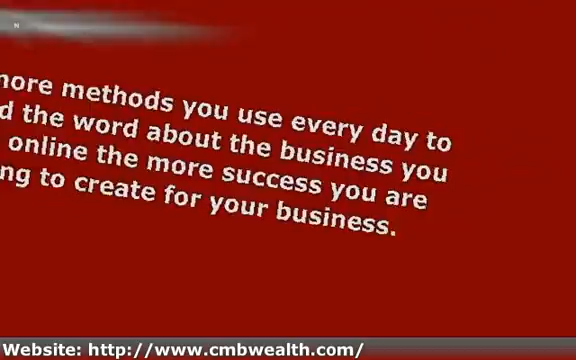 more methods you use every day to
the word about the business you
online the more success you are
to create for your business.
Website: http://www.cmbwealth.com/